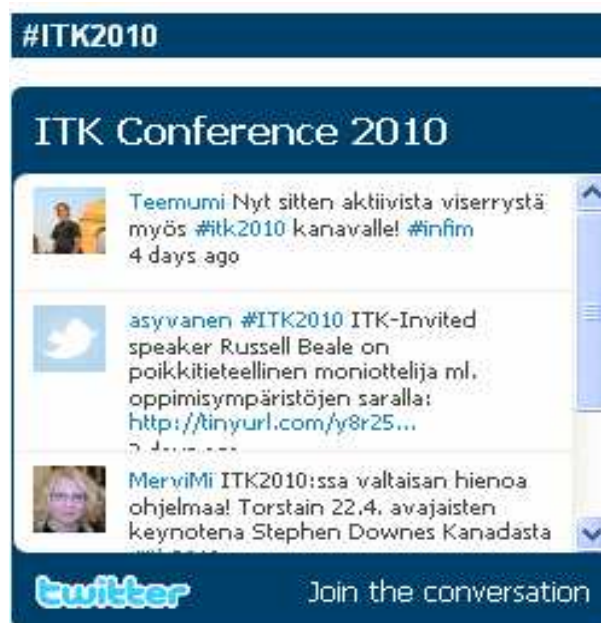 #ITK2010
ITK Conference 2010
Teemumi Nyt sitten aktiivista viserrystä
myös #itk2010 kanavalle! #infim
4 days ago
asyvanen #ITK2010 ITK-Invited
speaker Russell Beale on
poikkitieteellinen moniottelija ml.
oppimisympäristöjen saralla:
http://tinyurl.com/y8r25...
days ago
MerviMi ITK2010:ssa valtaisan hienoa
ohjelmaa! Torstain 22.4. avajaisten
keynotena Stephen Downes Kanadasta
twitter
Join the conversation